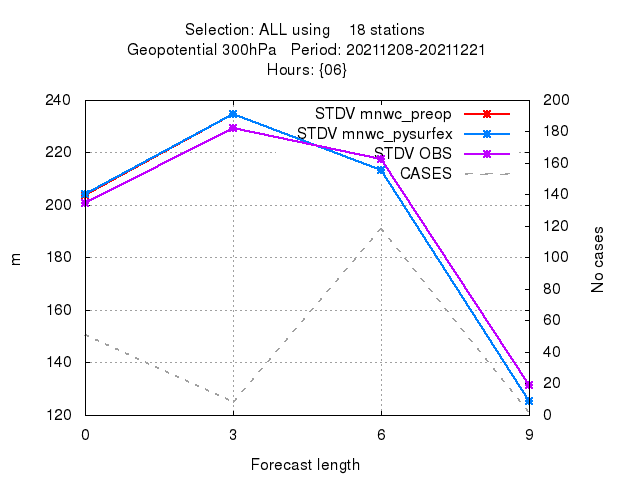 Selection: ALL using 18 stations
Geopotential 300hPa Period: 20211208-20211221
Hours: {06}
240 200
STDV mnwc_preop
180
STDV mnwc_pysurfex
220 STDV OBS 160
CASES
200 140
120
180 100
80
160 60
140 40
20
120 0
m
No cases
0 3 6 9
Forecast length